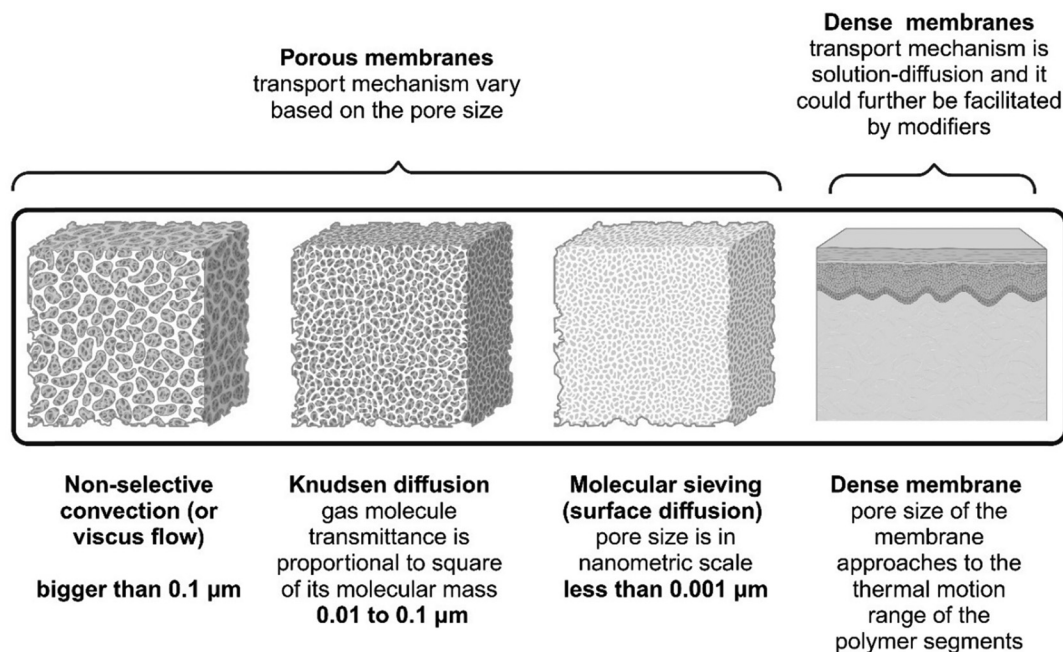 Porous membranes
transport mechanism vary
based on the pore size
Dense membranes
transport mechanism is
solution-diffusion and it
could further be facilitated
by modifiers
Non-selective
convection (or
viscus flow)
bigger than 0.1 µm
Knudsen diffusion
gas molecule
transmittance is
proportional to square
of its molecular mass
0.01 to 0.1 µm
Molecular sieving
(surface diffusion)
pore size is in
nanometric scale
less than 0.001 µm
Dense membrane
pore size of the
membrane
approaches to the
thermal motion
range of the
polymer segments